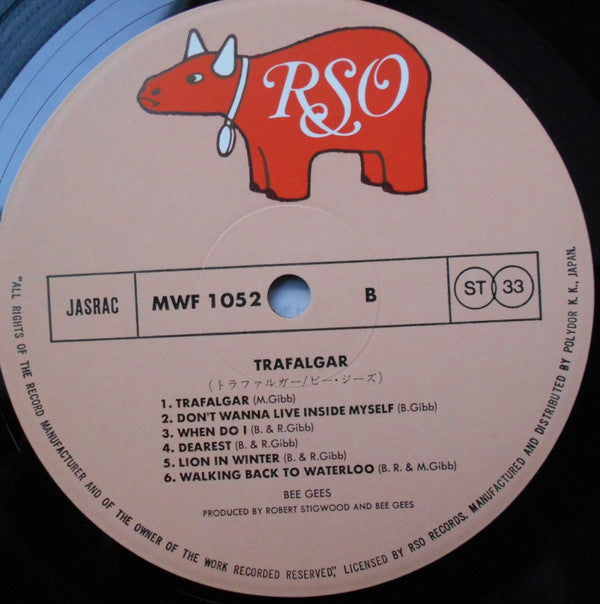 RSO
JASRAC
MWF 1052
B
ST 33
TRAFALGAR
(トラファルガー/ビー・ジーズ)
1. TRAFALGAR (M.Gibb)
2. DON'T WANNA LIVE INSIDE MYSELF (B.Gibb)
3. WHEN DO I (B. & R.Gibb)
4. DEAREST (B. & R.Gibb)
5. LION IN WINTER (B. & R.Gibb)
6. WALKING BACK TO WATERLOO (B. R. & M.Gibb)
BEE GEES
PRODUCED BY ROBERT STIGWOOD AND BEE GEES
"ALL RIGHTS OF THE RECORD MANUFACTURER AND OF THE OWNER OF THE WORK RECORDED RESERVED", LICENSED BY RSO RECORDS. MANUFACTURED AND DISTRIBUTED BY POLYDOR K. K., JAPAN.